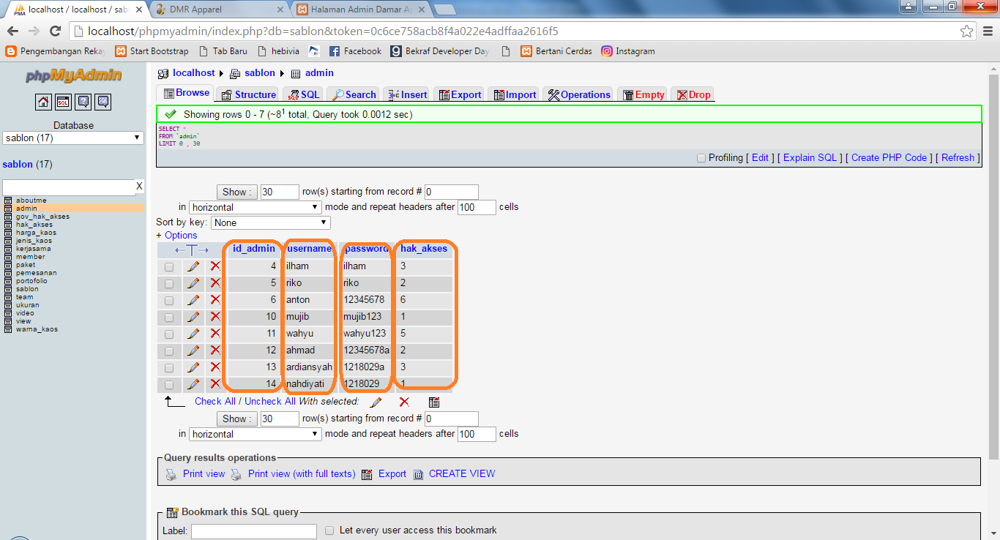 localhost / localhost / sabl
DMR Apparel
Halaman Admin Damar Ap
localhost/phpmyadmin/index.php?db=sablon&token=0c6ce758acb8f4a022e4adffaa2616f5
Pengembangan Rekay
Start Bootstrap
Tab Baru
hebivia
Facebook
Bekraf Developer Day
Bertani Cerdas
Instagram
phpMyAdmin
SQL
SQL
Database
sablon (17)
sablon (17)
X
aboutme
admin
gov_hak_akses
hak_akses
harga_kaos
jenis_kaos
kerjasama
member
paket
pemesanan
portofolio
sablon
team
ukuran
video
view
warna_kaos
localhost sablon admin
Browse Structure SQL Search Insert Export Import Operations Empty Drop
Showing rows 0 - 7 (~8¹ total, Query took 0.0012 sec)
SELECT *
FROM `admin`
LIMIT 0 , 30
Profiling [ Edit ] [ Explain SQL ] [ Create PHP Code ] [ Refresh ]
Show : 30 row(s) starting from record # 0
in horizontal mode and repeat headers after 100 cells
Sort by key: None
+ Options
←T→ id_admin username password hak_akses
4 ilham ilham 3
5 riko riko 2
6 anton 12345678 6
10 mujib mujib123 1
11 wahyu wahyu123 5
12 ahmad 12345678a 2
13 ardiansyah 1218029a 3
14 nahdiyati 1218029 1
Check All / Uncheck All With selected:
Show : 30 row(s) starting from record # 0
in horizontal mode and repeat headers after 100 cells
Query results operations
Print view Print view (with full texts) Export CREATE VIEW
Bookmark this SQL query
Label: Let every user access this bookmark